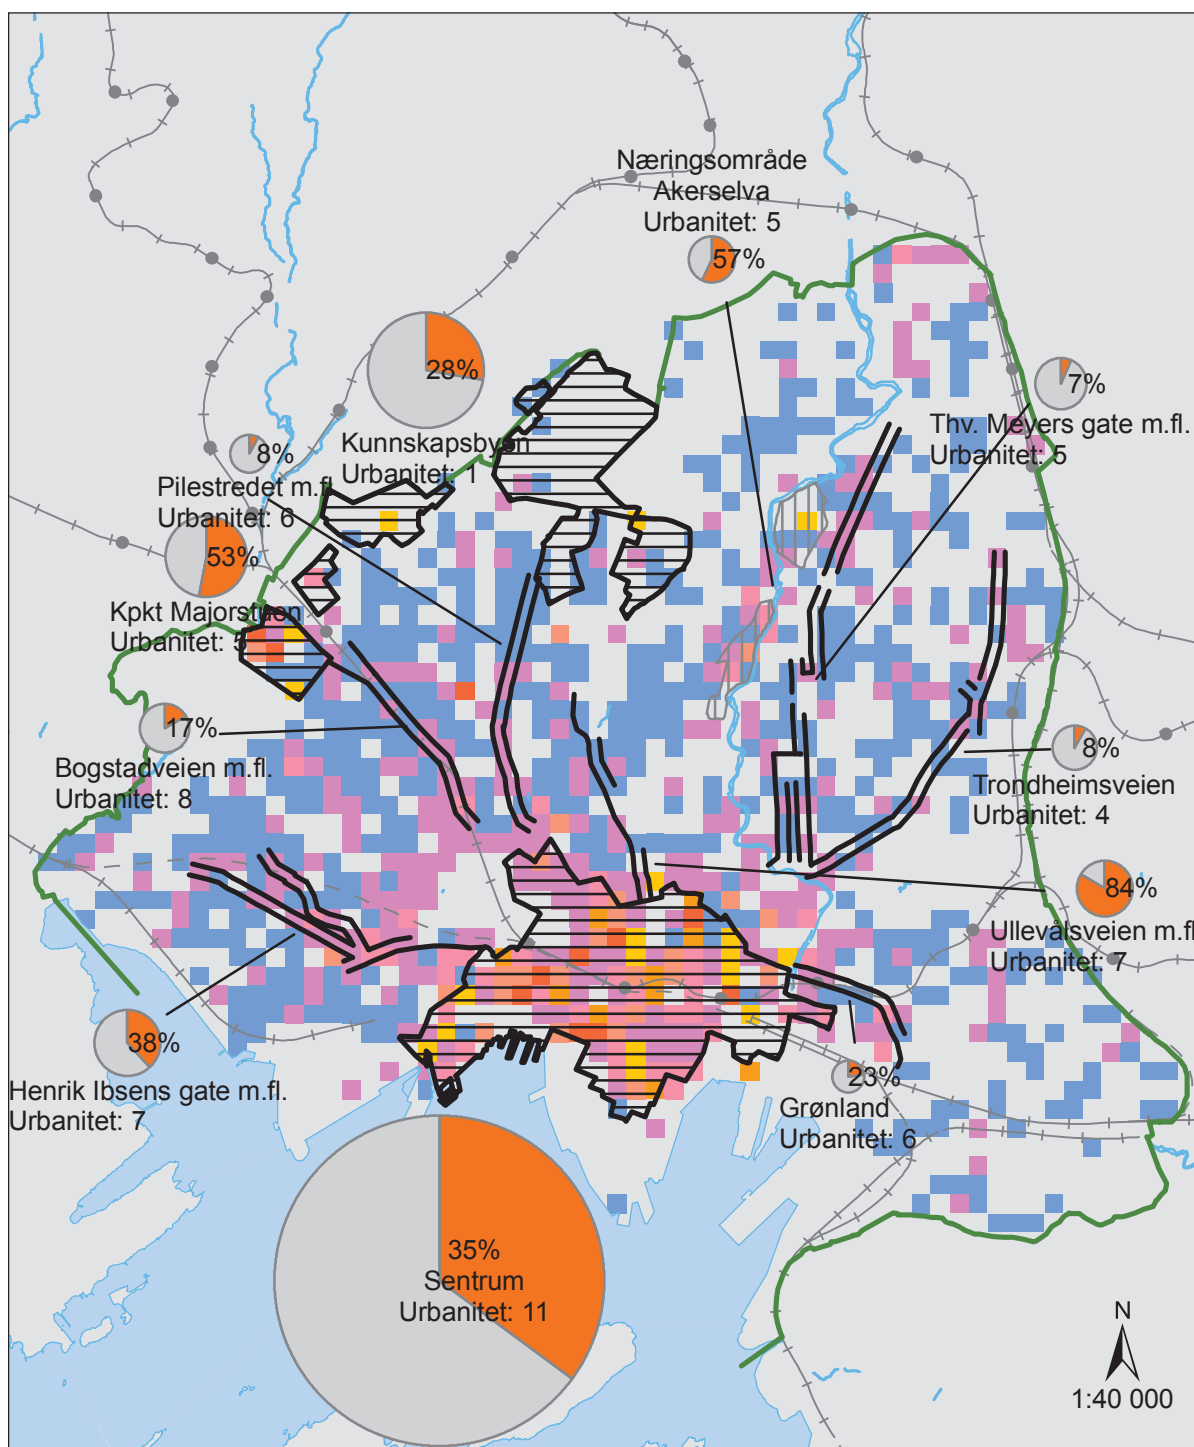 Næringsområde
Akerselva
Urbanitet: 5
57%
28%
Kunnskapsbyen
Urbanitet: 1
7%
Thv. Meyers gate m.fl.
Urbanitet: 5
8%
Pilestredet m.fl
Urbanitet: 6
53%
Kpkt Majorstuen
Urbanitet: 5
17%
Bogstadveien m.fl.
Urbanitet: 8
8%
Trondheimsveien
Urbanitet: 4
84%
Ullevålsveien m.fl
Urbanitet: 7
38%
Henrik Ibsens gate m.fl.
Urbanitet: 7
23%
Grønland
Urbanitet: 6
35%
Sentrum
Urbanitet: 11
N
1:40 000